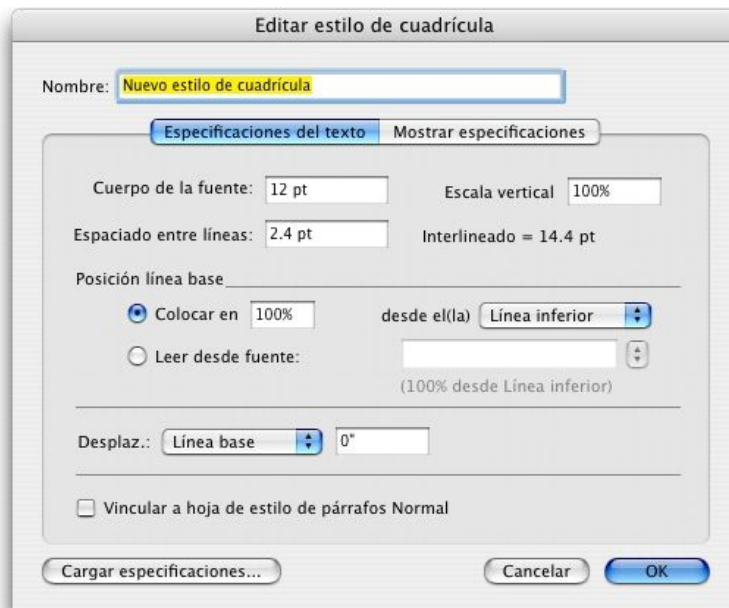 Editar estilo de cuadrícula
Nombre: Nuevo estilo de cuadrícula
Especificaciones del texto Mostrar especificaciones
Cuerpo de la fuente: 12 pt Escala vertical 100%
Espaciado entre líneas: 2.4 pt Interlineado = 14.4 pt
Posición línea base
Colocar en 100% desde el(la) Línea inferior
Leer desde fuente:
(100% desde Línea inferior)
Desplaz.: Línea base 0"
Vincular a hoja de estilo de párrafos Normal
Cargar especificaciones... Cancelar OK